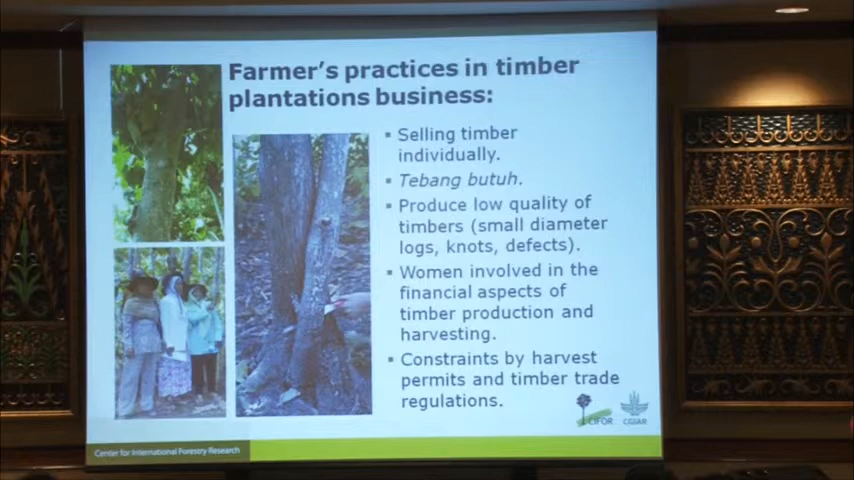 Farmer's practices in timber
plantations business:
▪ Selling timber
individually.
▪ Tebang butuh.
▪ Produce low quality of
timbers (small diameter
logs, knots, defects).
▪ Women involved in the
financial aspects of
timber production and
harvesting.
▪ Constraints by harvest
permits and timber trade
regulations.
CIFOR
CGIAR
Center for International Forestry Research